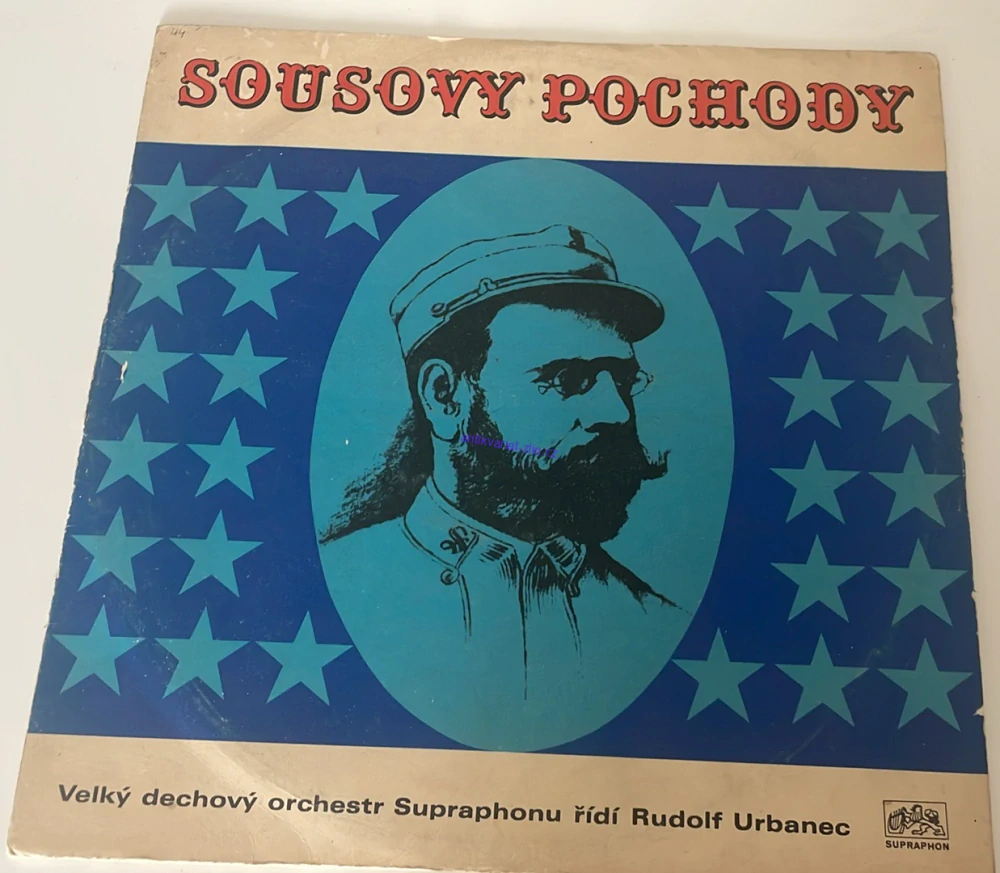 SOUSOVY POCHODY
Velký dechový orchestr Supraphonu řídí Rudolf Urbanec
SUPRAPHON